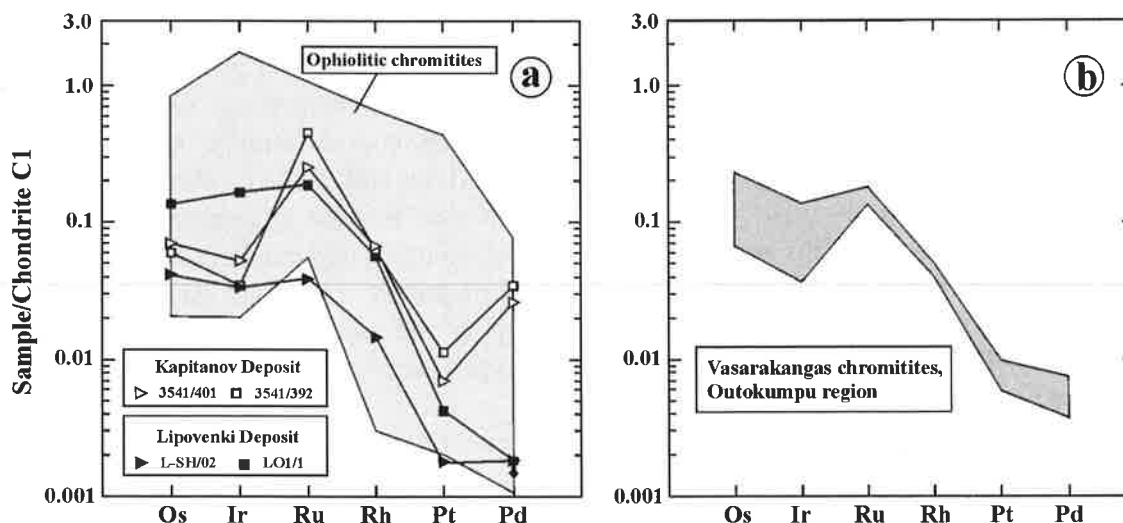 Sample/Chondrite C1
3.0
1.0
0.1
0.01
0.001
Ophiolitic chromitites
a
Kapitanov Deposit
3541/401 3541/392
Lipovenki Deposit
L-SH/02 LO1/1
Os Ir Ru Rh Pt Pd
3.0
1.0
0.1
0.01
0.001
b
Vasarakangas chromitites,
Outokumpu region
Os Ir Ru Rh Pt Pd